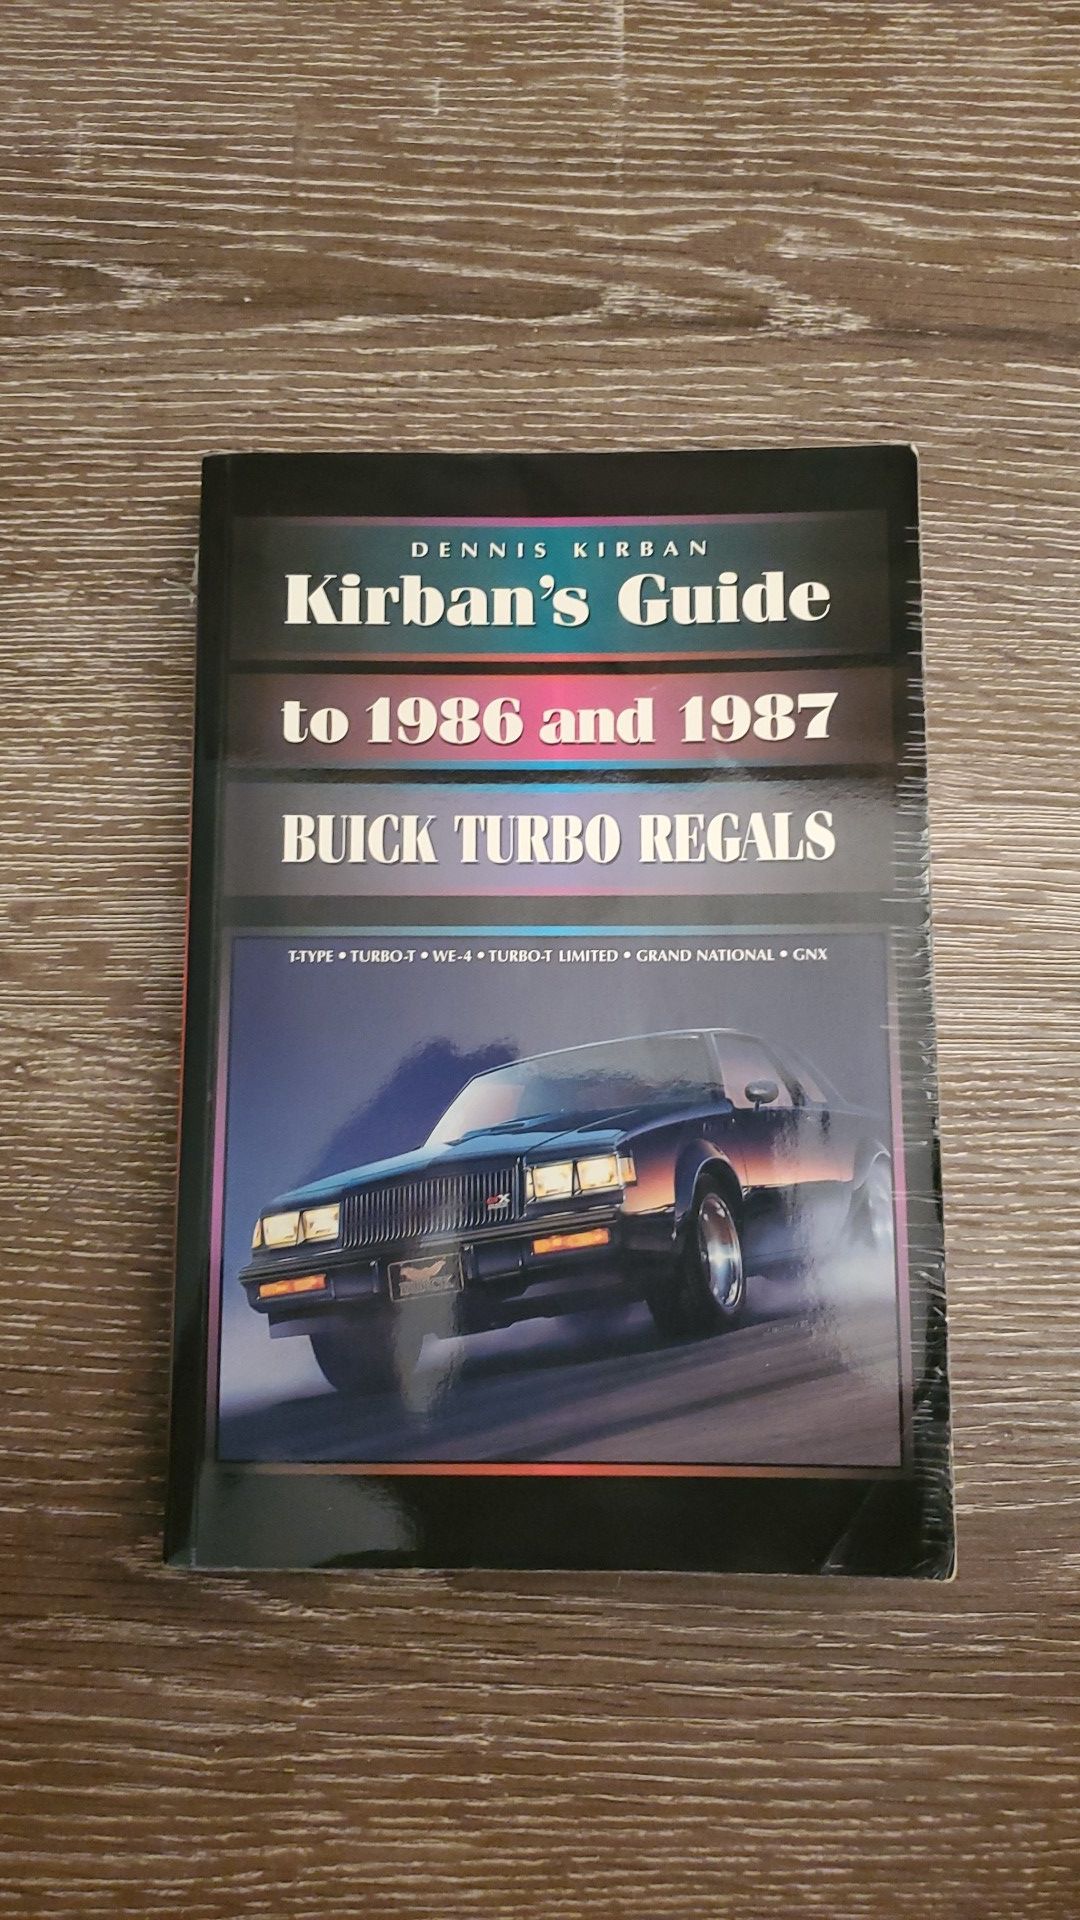 DENNIS KIRBAN
Kirban's Guide
to 1986 and 1987
BUICK TURBO REGALS
T-TYPE • TURBO-T • WE-4 • TURBO-T LIMITED • GRAND NATIONAL • GNX
BUICK